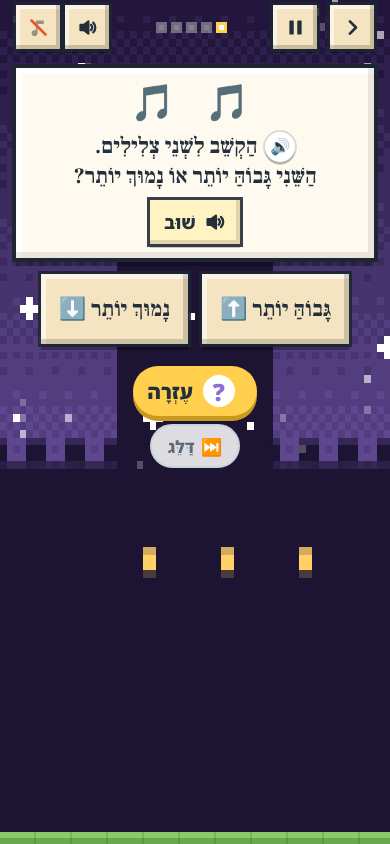 הַקְשֵׁב לִשְׁנֵי צְלִילִים.
הַשֵּׁנִי גָּבוֹהַּ יוֹתֵר אוֹ נָמוּךְ יוֹתֵר?
שׁוּב
גָּבוֹהַּ יוֹתֵר
נָמוּךְ יוֹתֵר
עֶזְרָה
?
דַּלֵּג